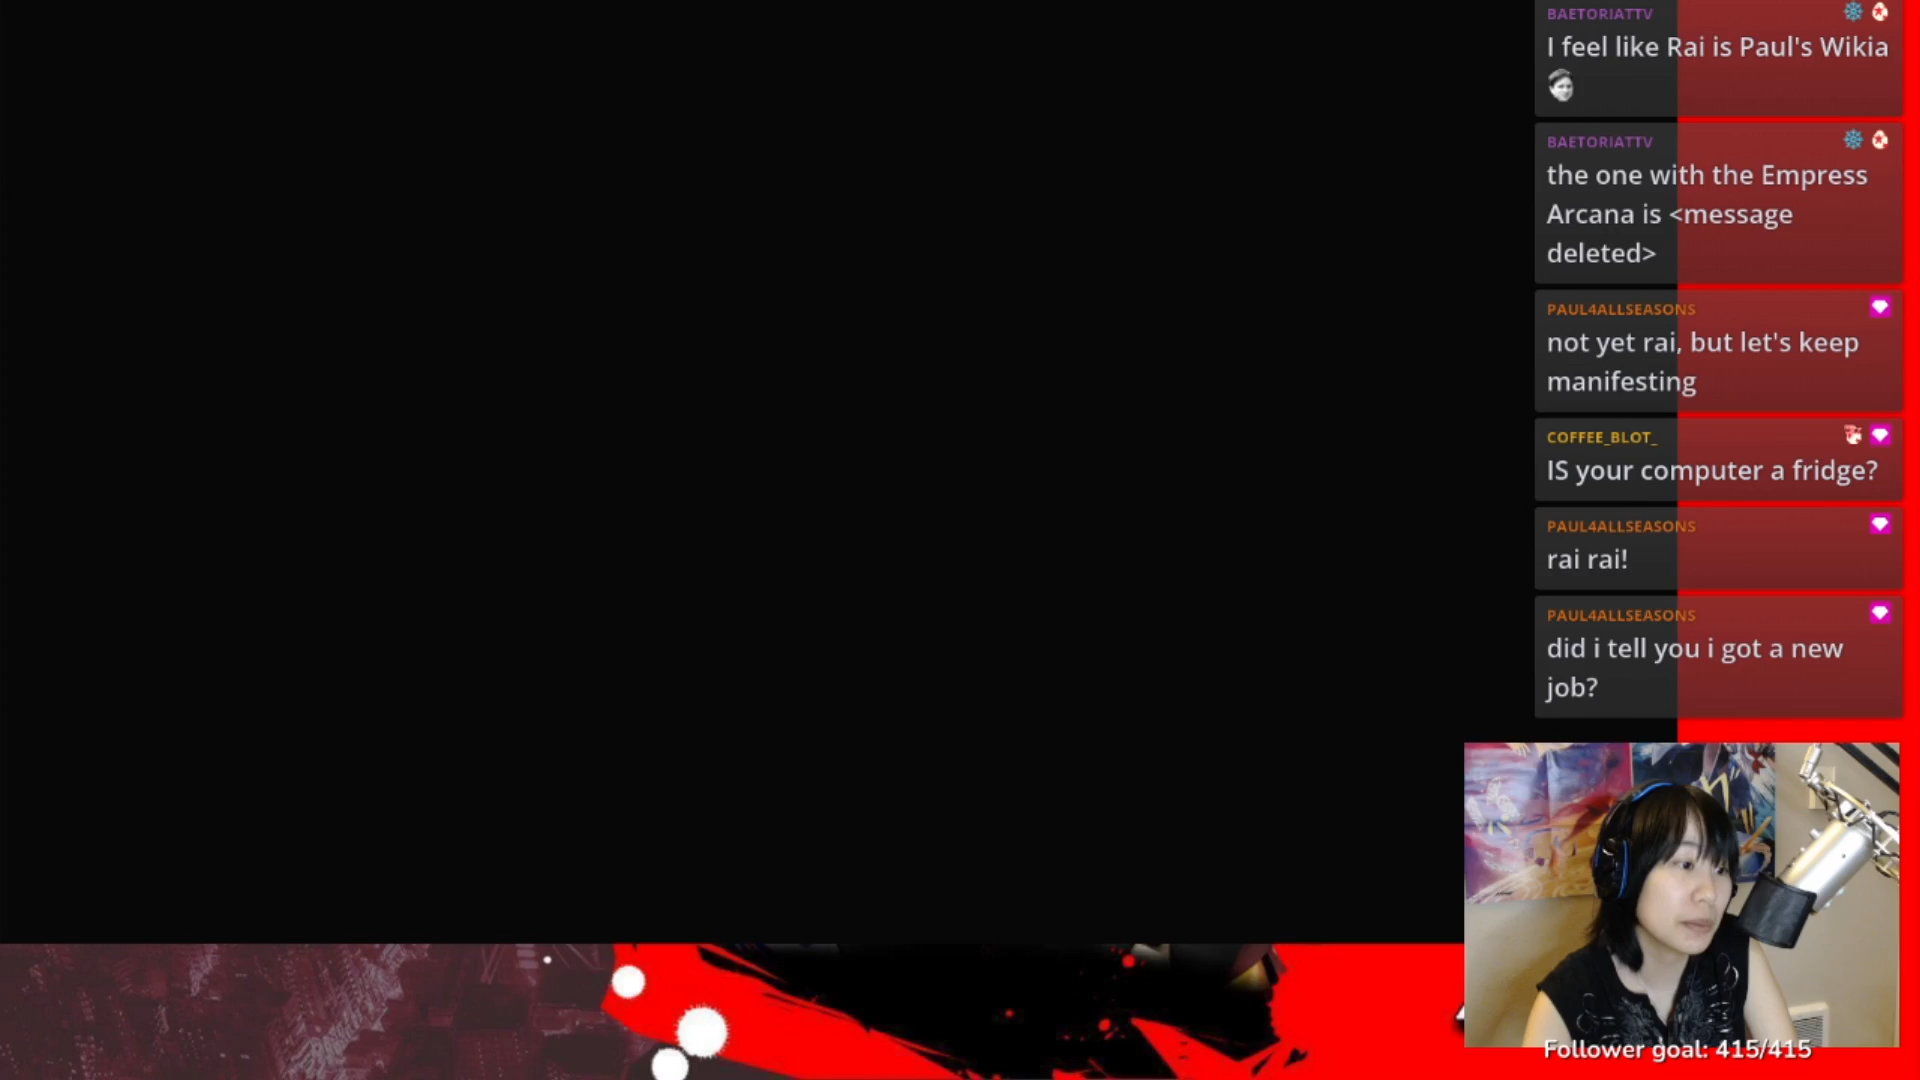 BAETORIATTV
I feel like Rai is Paul's Wikia
BAETORIATTV
the one with the Empress
Arcana is <message
deleted>
PAUL4ALLSEASONS
not yet rai, but let's keep
manifesting
COFFEE_BLOT_
IS your computer a fridge?
PAUL4ALLSEASONS
rai rai!
PAUL4ALLSEASONS
did i tell you i got a new
job?
Follower goal: 415/415